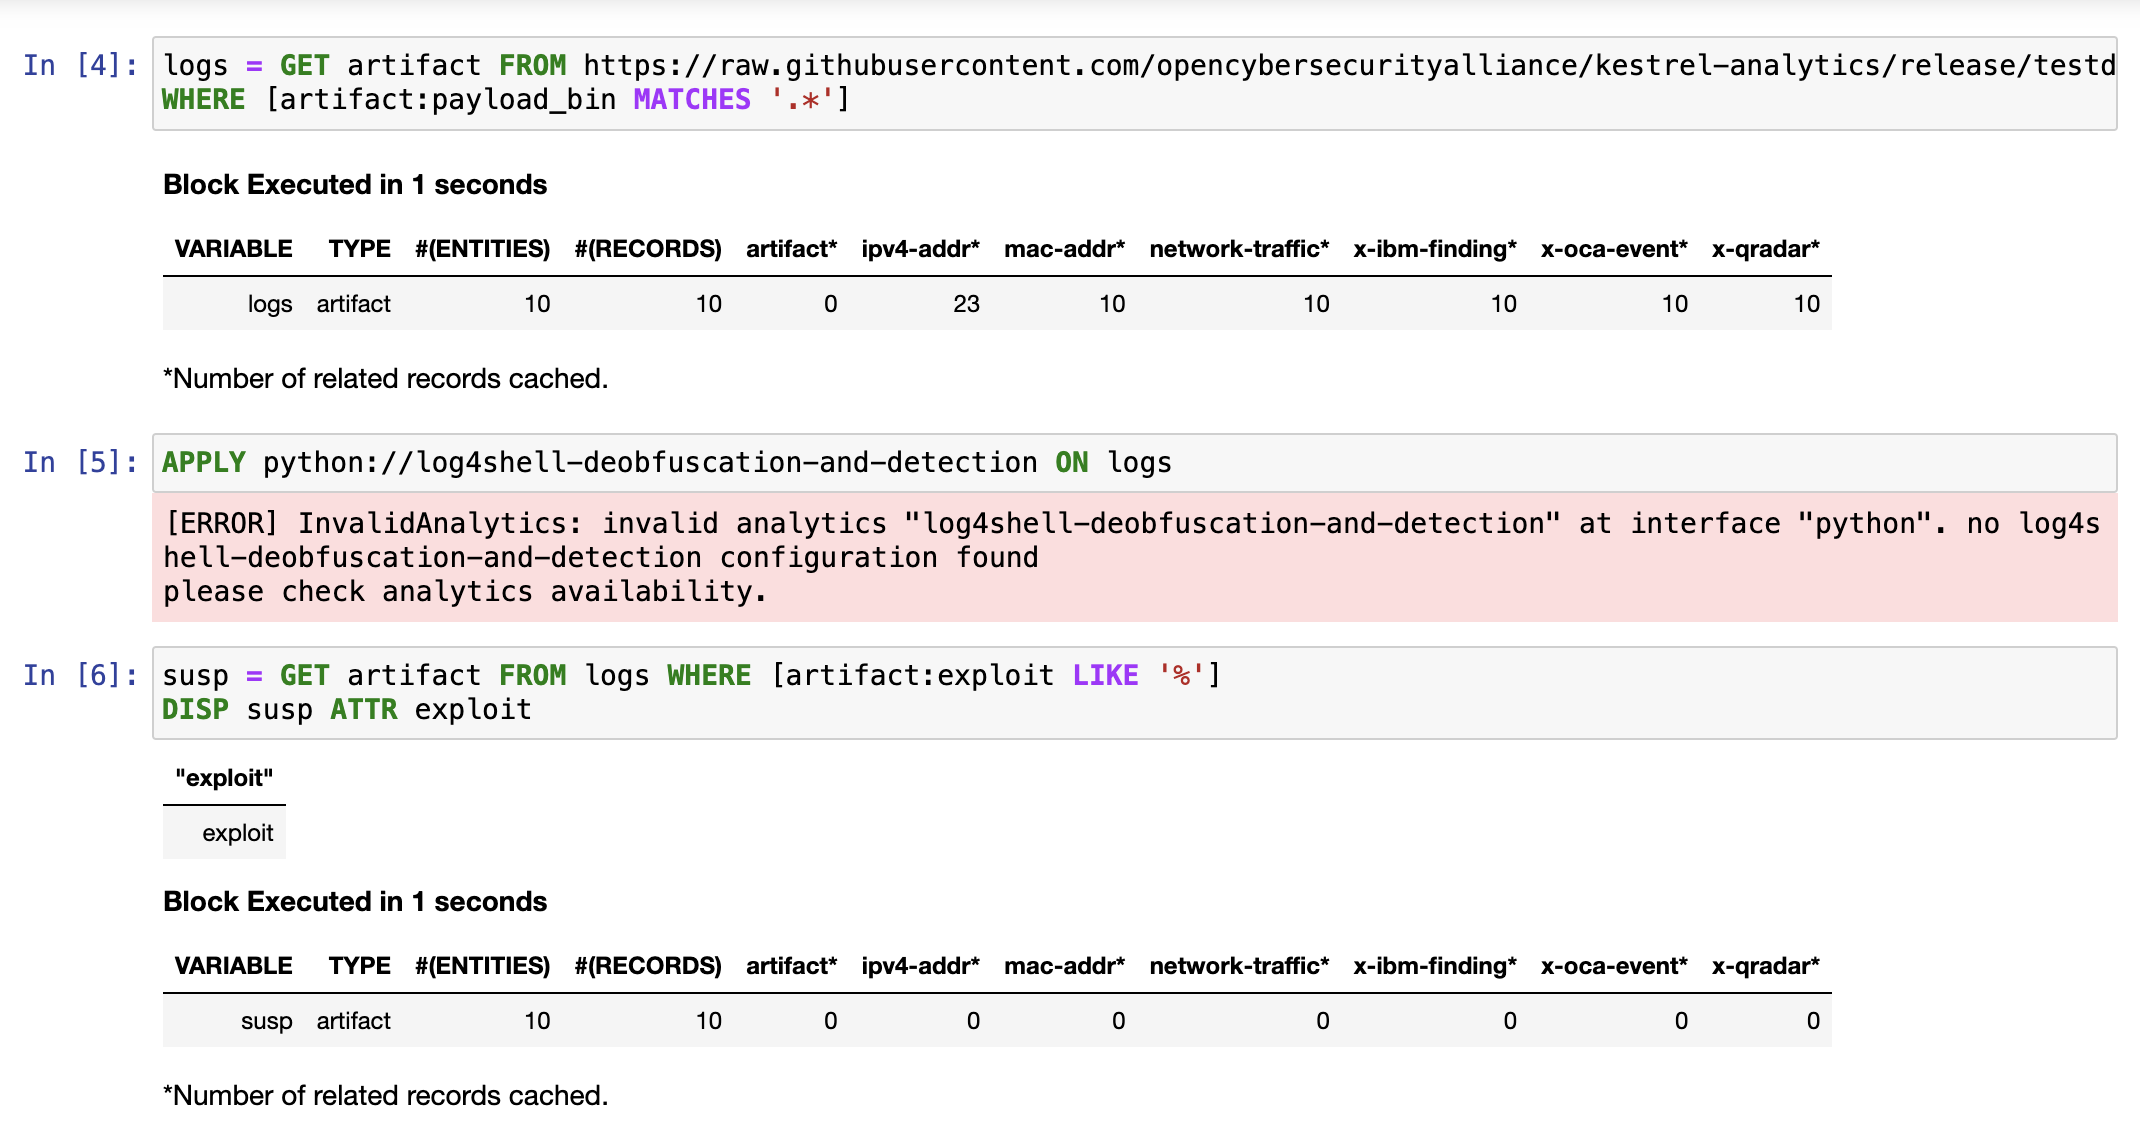 In [4]: logs = GET artifact FROM https://raw.githubusercontent.com/opencybersecurityalliance/kestrel-analytics/release/testd
WHERE [artifact:payload_bin MATCHES '.*']
Block Executed in 1 seconds
VARIABLE TYPE #(ENTITIES) #(RECORDS) artifact* ipv4-addr* mac-addr* network-traffic* x-ibm-finding* x-oca-event* x-qradar*
logs artifact 10 10 0 23 10 10 10 10 10
*Number of related records cached.
In [5]: APPLY python://log4shell-deobfuscation-and-detection ON logs
[ERROR] InvalidAnalytics: invalid analytics "log4shell-deobfuscation-and-detection" at interface "python". no log4s
hell-deobfuscation-and-detection configuration found
please check analytics availability.
In [6]: susp = GET artifact FROM logs WHERE [artifact:exploit LIKE '%']
DISP susp ATTR exploit
"exploit"
exploit
Block Executed in 1 seconds
VARIABLE TYPE #(ENTITIES) #(RECORDS) artifact* ipv4-addr* mac-addr* network-traffic* x-ibm-finding* x-oca-event* x-qradar*
susp artifact 10 10 0 0 0 0 0 0 0
*Number of related records cached.